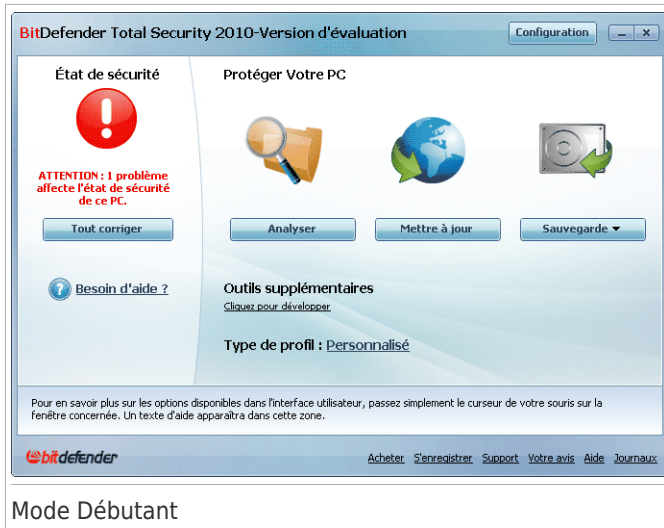 BitDefender Total Security 2010-Version d'évaluation
Configuration
État de sécurité
Protéger Votre PC
ATTENTION : 1 problème
affecte l'état de sécurité
de ce PC.
Tout corriger
Analyser
Mettre à jour
Sauvegarde
Besoin d'aide ?
Outils supplémentaires
Cliquez pour développer
Type de profil : Personnalisé
Pour en savoir plus sur les options disponibles dans l'interface utilisateur, passez simplement le curseur de votre souris sur la
fenêtre concernée. Un texte d'aide apparaîtra dans cette zone.
bitdefender
Acheter S'enregistrer Support Votre avis Aide Journaux
Mode Débutant